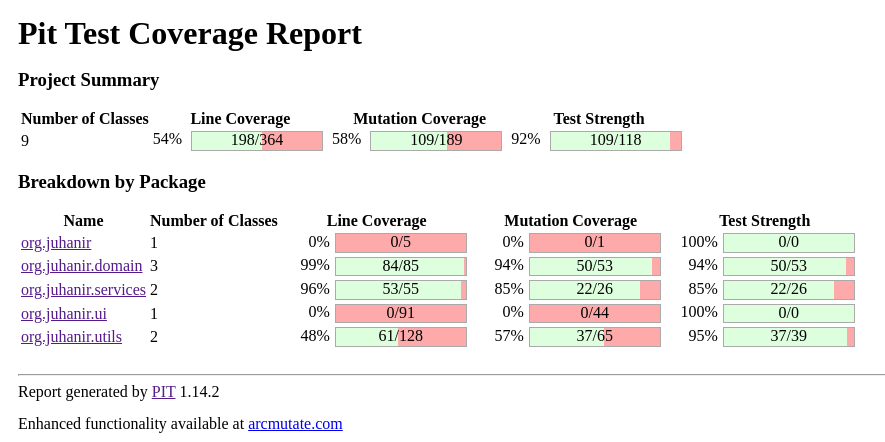 Pit Test Coverage Report
Project Summary
Number of Classes Line Coverage Mutation Coverage Test Strength
9 54% 198/364 58% 109/189 92% 109/118
Breakdown by Package
Name Number of Classes Line Coverage Mutation Coverage Test Strength
org.juhanir 1 0% 0/5 0% 0/1 100% 0/0
org.juhanir.domain 3 99% 84/85 94% 50/53 94% 50/53
org.juhanir.services 2 96% 53/55 85% 22/26 85% 22/26
org.juhanir.ui 1 0% 0/91 0% 0/44 100% 0/0
org.juhanir.utils 2 48% 61/128 57% 37/65 95% 37/39
Report generated by PIT 1.14.2
Enhanced functionality available at arcmutate.com